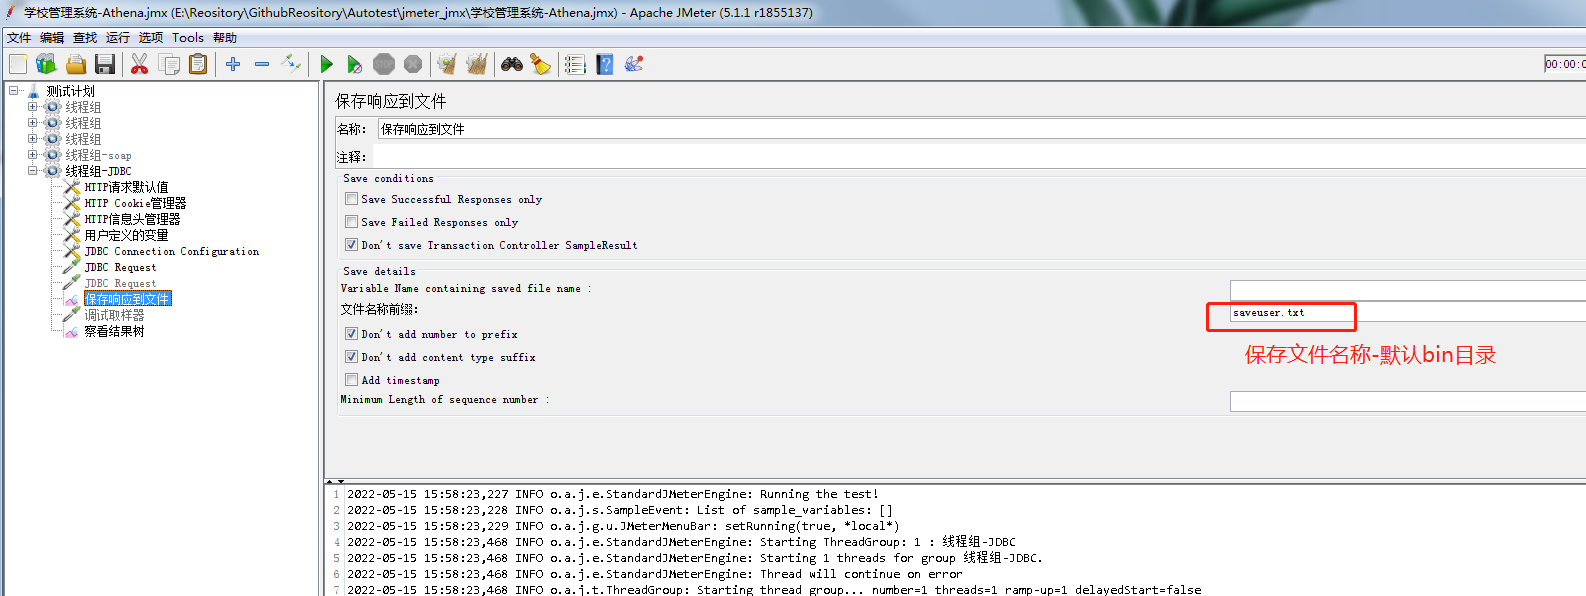 学校管理系统-Athena.jmx (E:\Reository\GithubReository\Autotest\jmeter_jmx\学校管理系统-Athena.jmx) - Apache JMeter (5.1.1 r1855137)
文件 编辑 查找 运行 选项 Tools 帮助
STOP
00:00:0
测试计划
线程组
线程组
线程组
线程组-soap
线程组-JDBC
HTTP请求默认值
HTTP Cookie管理器
HTTP信息头管理器
用户定义的变量
JDBC Connection Configuration
JDBC Request
JDBC Request
保存响应到文件
调试取样器
察看结果树
保存响应到文件
名称: 保存响应到文件
注释:
Save conditions
Save Successful Responses only
Save Failed Responses only
Don't save Transaction Controller SampleResult
Save details
Variable Name containing saved file name :
文件名称前缀: saveuser.txt
Don't add number to prefix
保存文件名称-默认bin目录
Don't add content type suffix
Add timestamp
Minimum Length of sequence number :
1 2022-05-15 15:58:23,227 INFO o.a.j.e.StandardJMeterEngine: Running the test!
2 2022-05-15 15:58:23,228 INFO o.a.j.s.SampleEvent: List of sample_variables: []
3 2022-05-15 15:58:23,229 INFO o.a.j.g.u.JMeterMenuBar: setRunning(true, *local*)
4 2022-05-15 15:58:23,468 INFO o.a.j.e.StandardJMeterEngine: Starting ThreadGroup: 1 : 线程组-JDBC
5 2022-05-15 15:58:23,468 INFO o.a.j.e.StandardJMeterEngine: Starting 1 threads for group 线程组-JDBC.
6 2022-05-15 15:58:23,468 INFO o.a.j.e.StandardJMeterEngine: Thread will continue on error
7 2022-05-15 15:58:23,468 INFO o.a.j.t.ThreadGroup: Starting thread group... number=1 threads=1 ramp-up=1 delayedStart=false